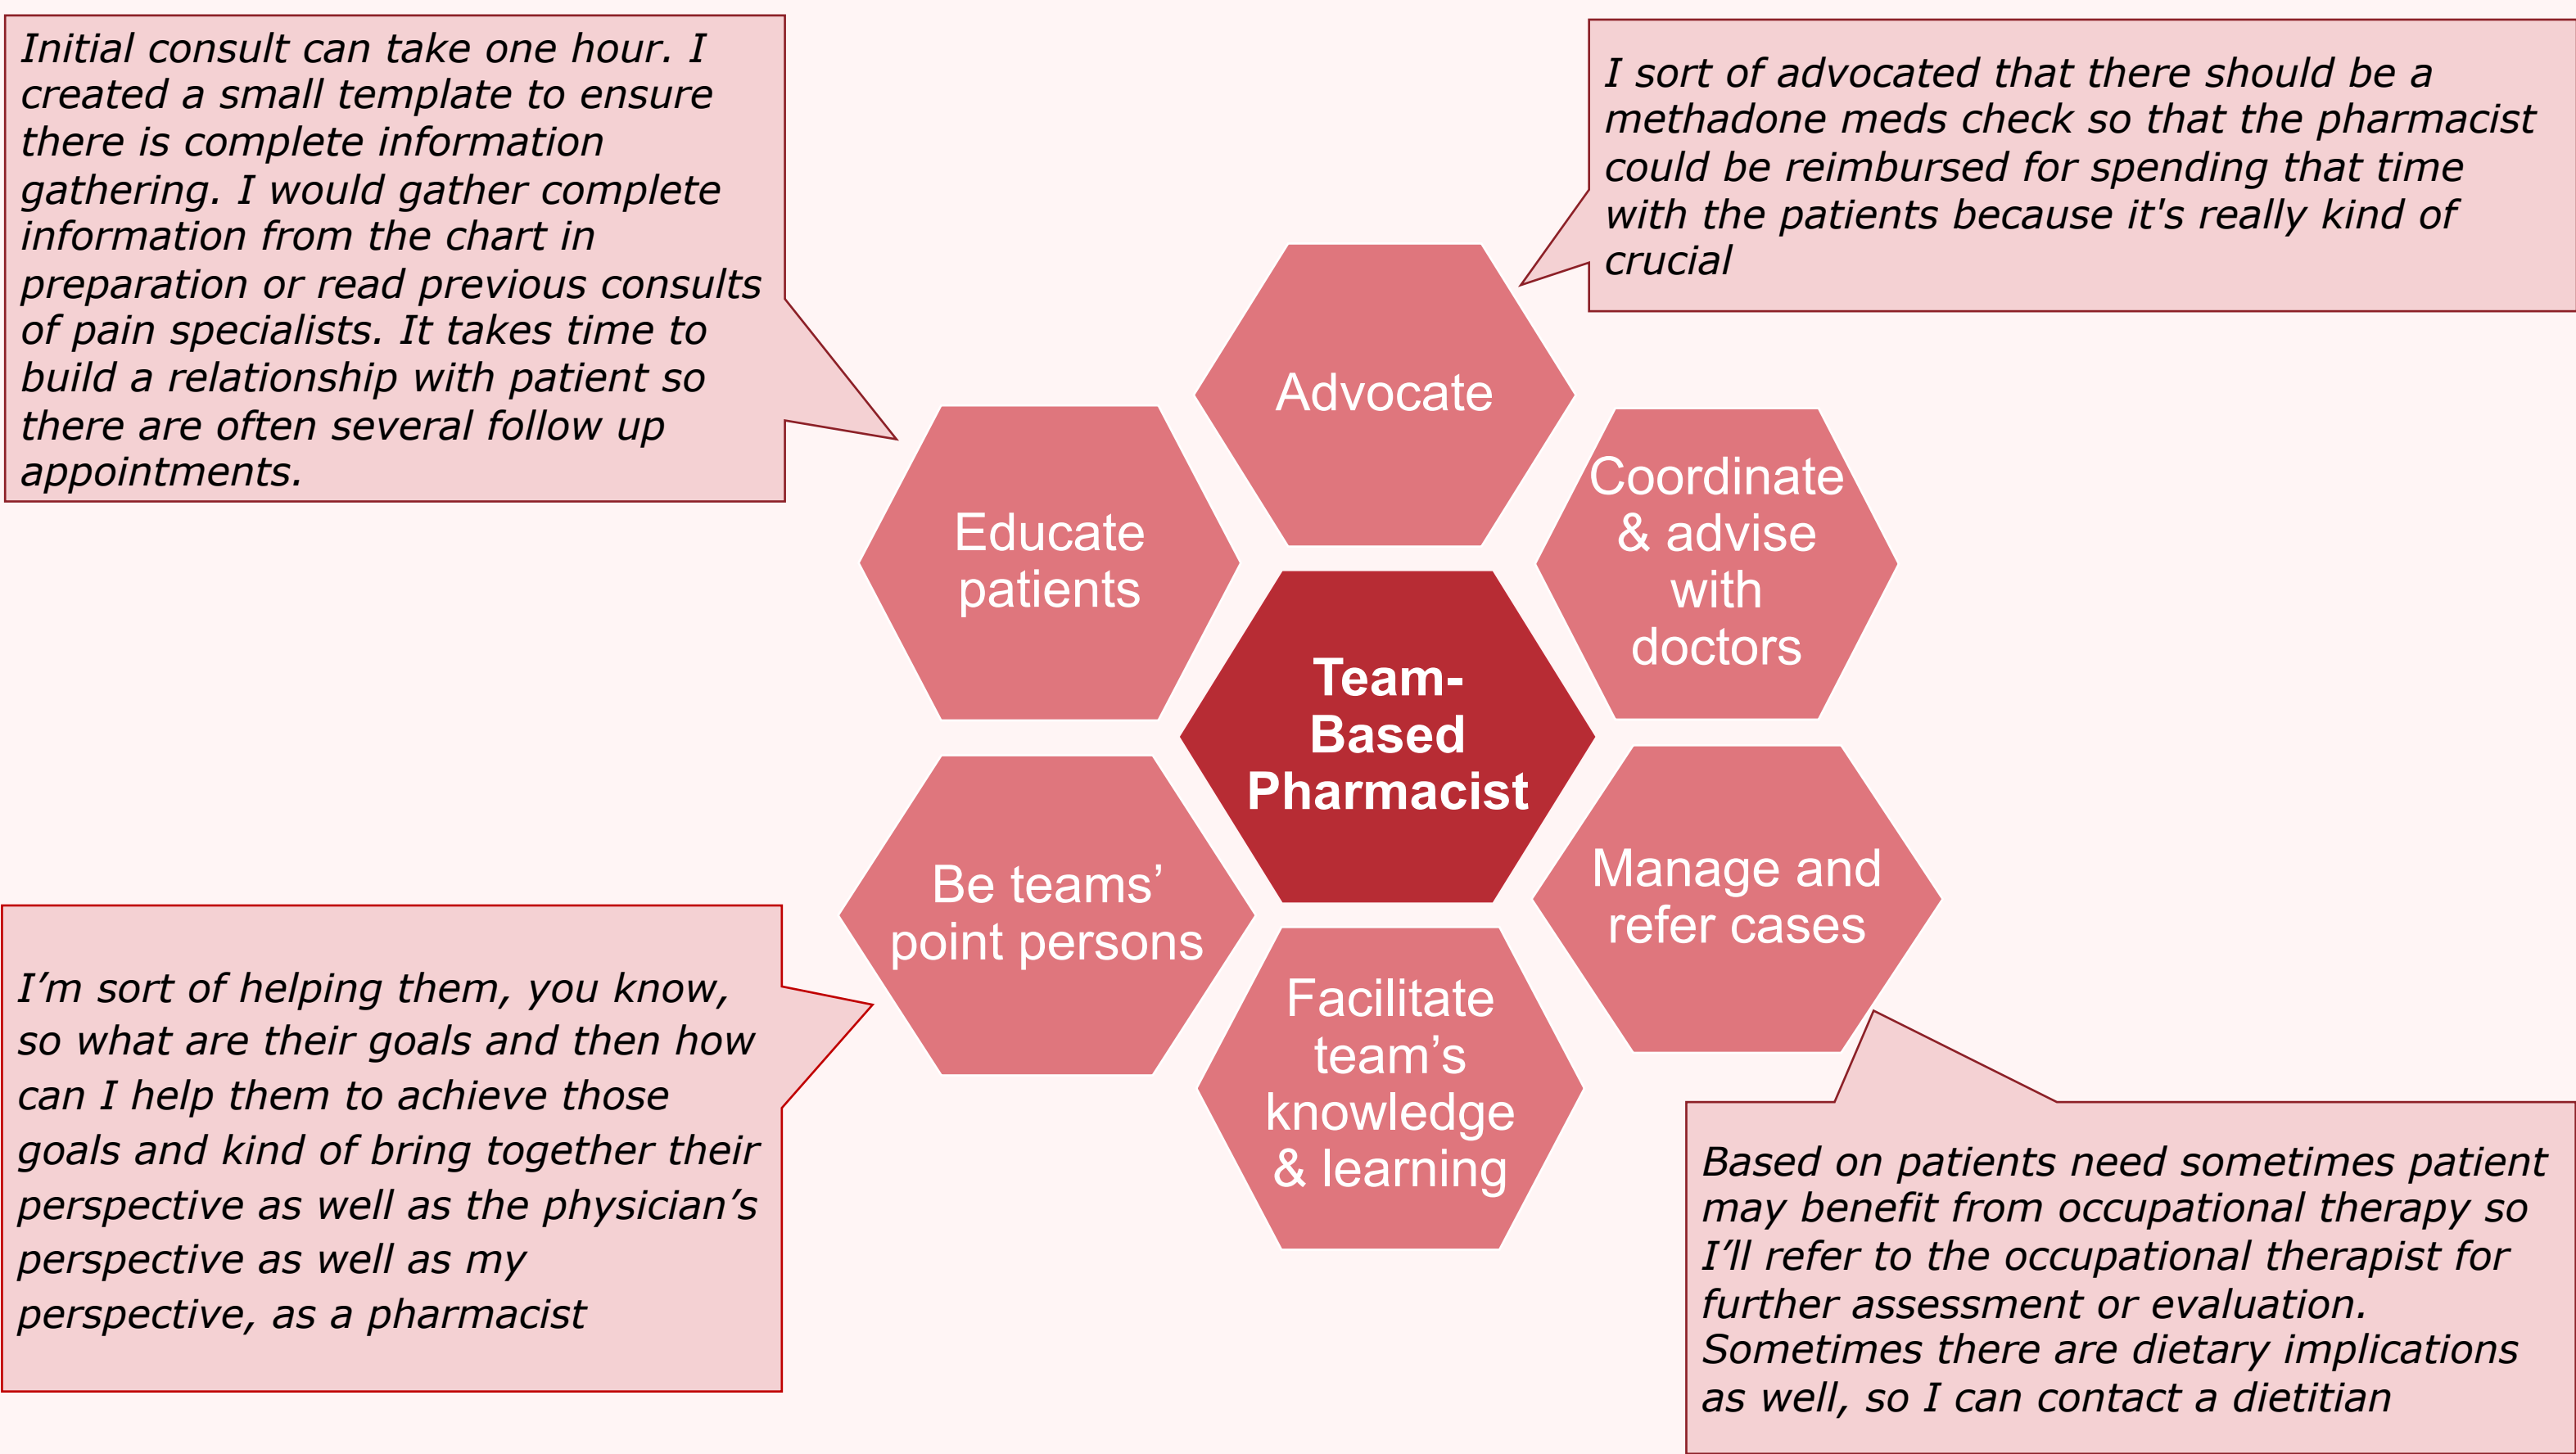 Initial consult can take one hour. I
created a small template to ensure
there is complete information
gathering. I would gather complete
information from the chart in
preparation or read previous consults
of pain specialists. It takes time to
build a relationship with patient so
there are often several follow up
appointments.
I sort of advocated that there should be a
methadone meds check so that the pharmacist
could be reimbursed for spending that time
with the patients because it's really kind of
crucial
Advocate
Educate
patients
Coordinate
& advise
with
doctors
Team-
Based
Pharmacist
Be teams’
point persons
Manage and
refer cases
Facilitate
team’s
knowledge
& learning
I’m sort of helping them, you know,
so what are their goals and then how
can I help them to achieve those
goals and kind of bring together their
perspective as well as the physician’s
perspective as well as my
perspective, as a pharmacist
Based on patients need sometimes patient
may benefit from occupational therapy so
I’ll refer to the occupational therapist for
further assessment or evaluation.
Sometimes there are dietary implications
as well, so I can contact a dietitian